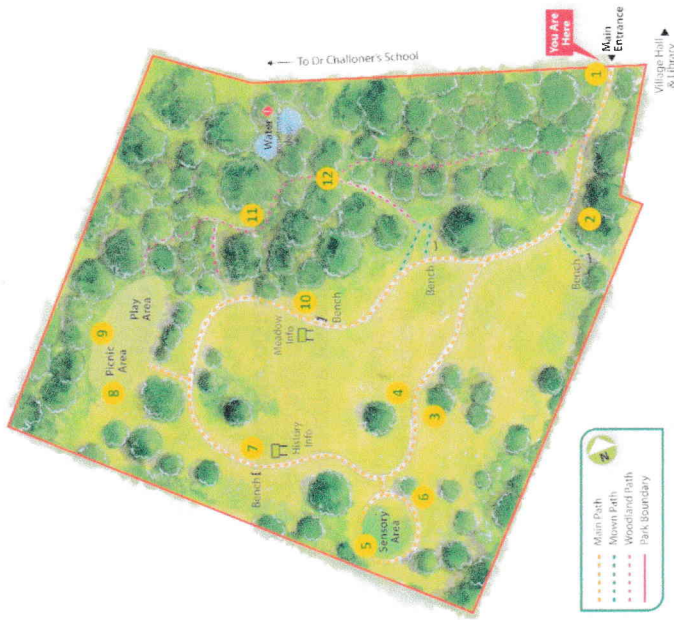 To Dr Challoner's School
You Are
Here
Main
Entrance
Village Hall
& Library
1
2
Bench
Bench
Water
12
11
10
Bench
Meadow
Info
Play
Area
9
Picnic
Area
8
7
History
Info
Bench
4
3
6
5
Sensory
Area
N
Main Path
Mown Path
Woodland Path
Park Boundary